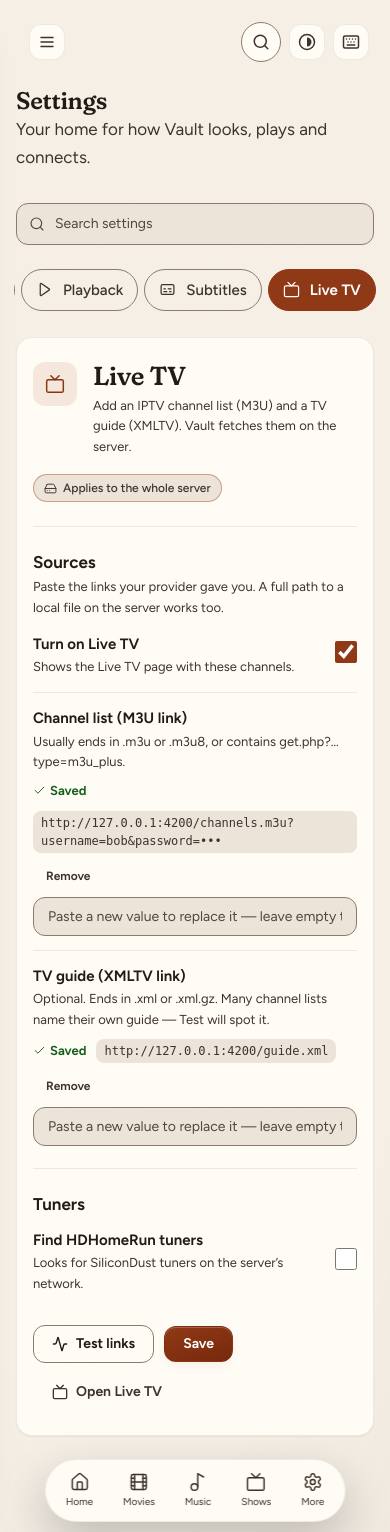 Settings
Your home for how Vault looks, plays and
connects.
Search settings
Playback
Subtitles
Live TV
Live TV
Add an IPTV channel list (M3U) and a TV
guide (XMLTV). Vault fetches them on the
server.
Applies to the whole server
Sources
Paste the links your provider gave you. A full path to a
local file on the server works too.
Turn on Live TV
Shows the Live TV page with these channels.
Channel list (M3U link)
Usually ends in .m3u or .m3u8, or contains get.php?…
type=m3u_plus.
Saved
http://127.0.0.1:4200/channels.m3u?
username=bob&password=•••
Remove
Paste a new value to replace it — leave empty
TV guide (XMLTV link)
Optional. Ends in .xml or .xml.gz. Many channel lists
name their own guide — Test will spot it.
Saved http://127.0.0.1:4200/guide.xml
Remove
Paste a new value to replace it — leave empty
Tuners
Find HDHomeRun tuners
Looks for SiliconDust tuners on the server's
network.
Test links
Save
Open Live TV
Home
Movies
Music
Shows
More